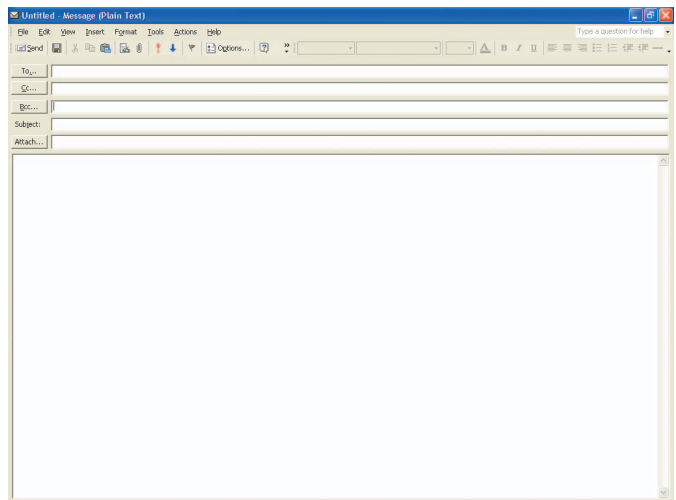 Untitled - Message (Plain Text)
File Edit View Insert Format Tools Actions Help Type a question for help
Send Options... A B I U
To...
Cc...
Bcc...
Subject:
Attach...